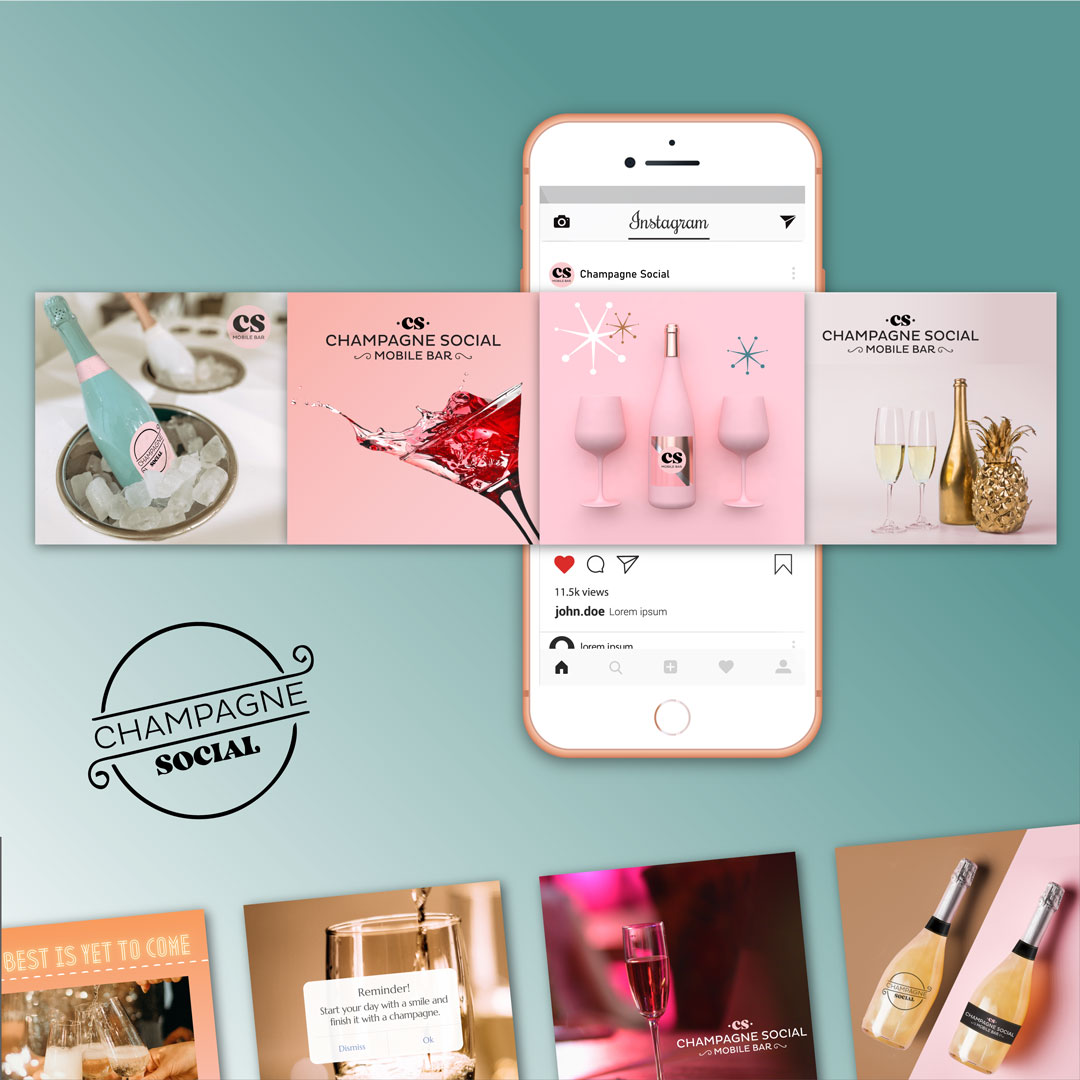 Instagram
cs
MOBILE BAR
Champagne Social
cs
MOBILE BAR
CHAMPAGNE
SOCIAL
·cs·
CHAMPAGNE SOCIAL
MOBILE BAR
cs
MOBILE BAR
·cs·
CHAMPAGNE SOCIAL
MOBILE BAR
11.5k views
john.doe Lorem ipsum
lorem ipsum
CHAMPAGNE
SOCIAL
BEST IS YET TO COME
Reminder!
Start your day with a smile and
finish it with a champagne.
Dismiss Ok
·cs·
CHAMPAGNE SOCIAL
MOBILE BAR
CHAMPAGNE
SOCIAL
·cs·
CHAMPAGNE SOCIAL
MOBILE BAR